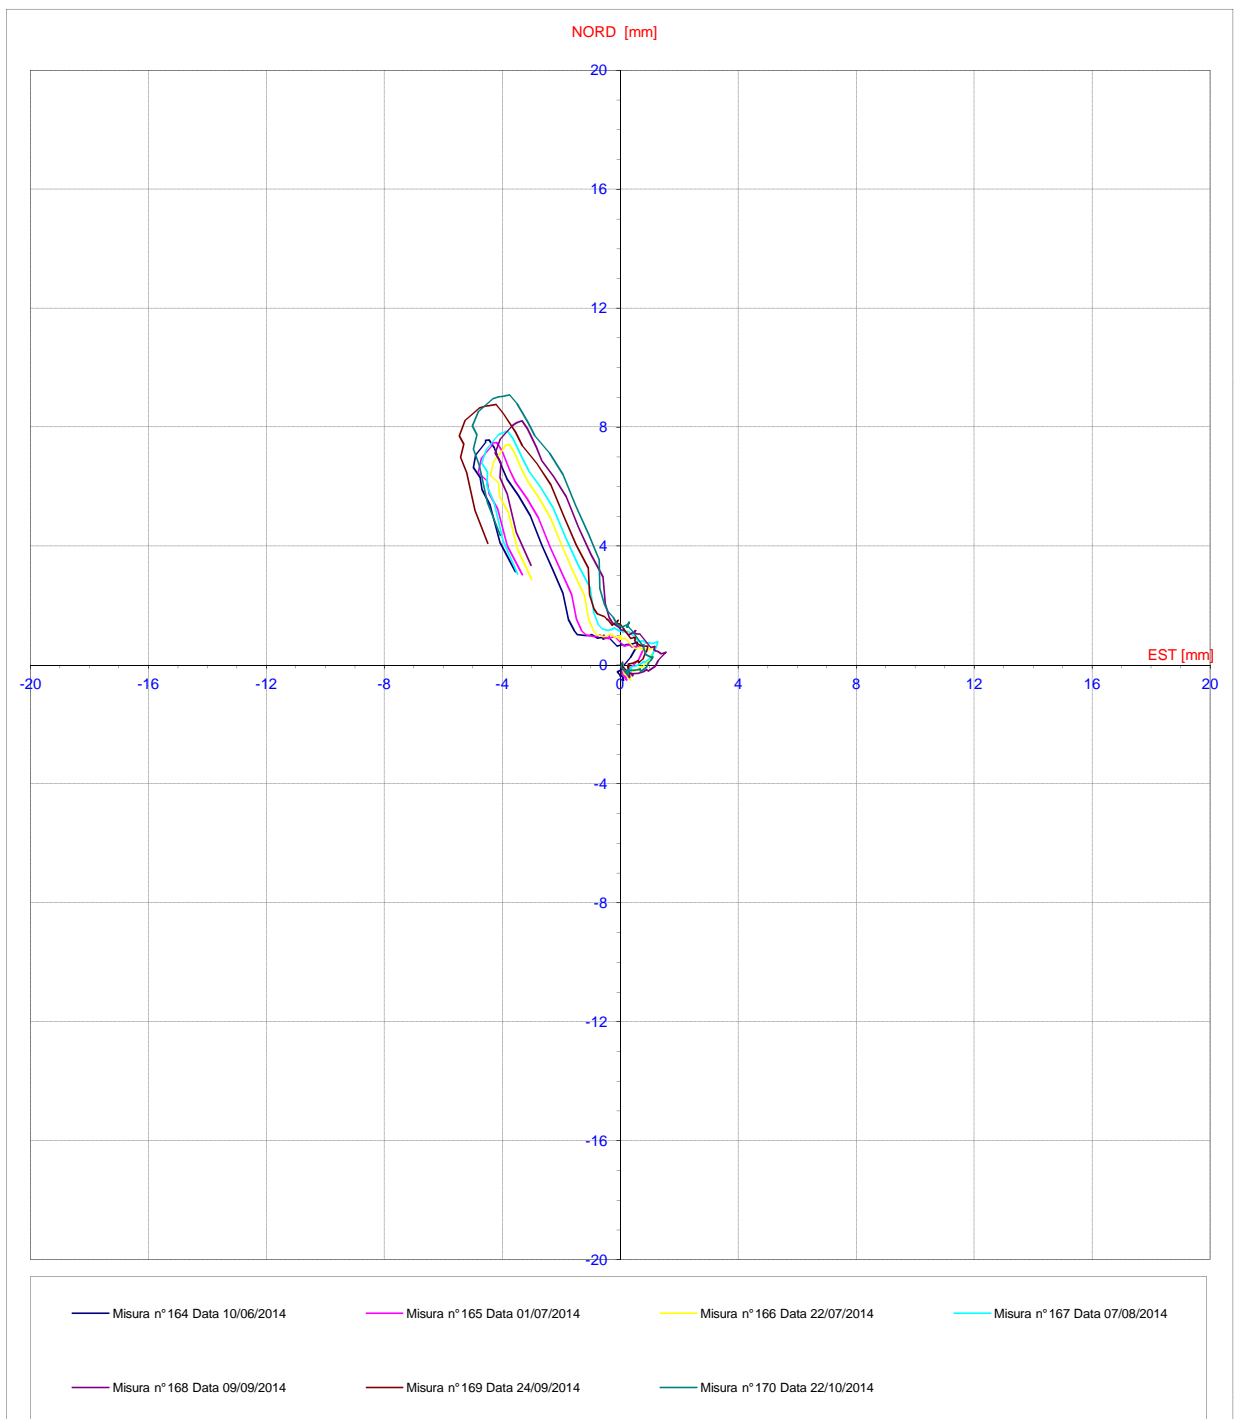 NORD [mm]
20
16
12
8
4
0
EST [mm]
-20 -16 -12 -8 -4 0 4 8 12 16 20
-4
-8
-12
-16
-20
Misura n°164 Data 10/06/2014 Misura n°165 Data 01/07/2014 Misura n°166 Data 22/07/2014 Misura n°167 Data 07/08/2014
Misura n°168 Data 09/09/2014 Misura n°169 Data 24/09/2014 Misura n°170 Data 22/10/2014